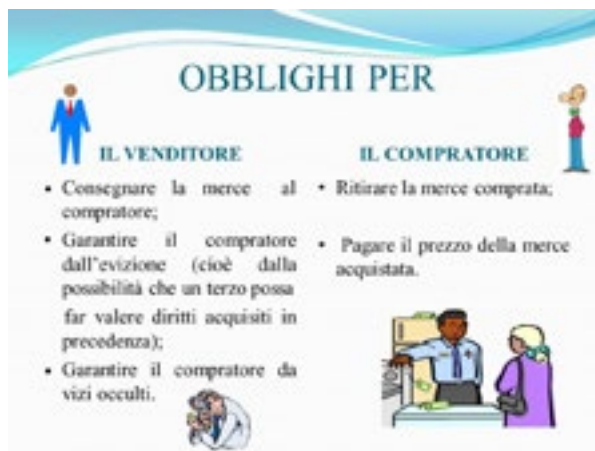 OBBLIGHI PER
IL VENDITORE
• Consegnare la merce al
compratore;
• Garantire il compratore
dall'evizione (cioè dalla
possibilità che un terzo possa
far valere diritti acquisiti in
precedenza);
• Garantire il compratore da
vizi occulti.
IL COMPRATORE
• Ritirare la merce comprata;
• Pagare il prezzo della merce
acquistata.